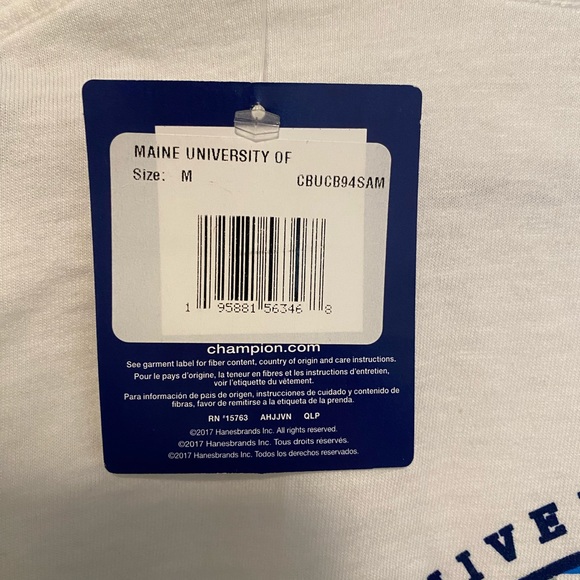 MAINE UNIVERSITY OF
Size: M CBUCB94SAM
1 95881 56346 8
champion.com
See garment label for fiber content, country of origin and care instructions.
Pour le pays d'origine, la teneur en fibres et les instructions d'entretien,
voir l'etiquette du vêtement.
Para información de pais de origen, instrucciones de cuidado y contenido de
fibras, favor de remitirse a la etiqueta de la prenda.
RN #15763 AHJJVN QLP
©2017 Hanesbrands Inc. All rights reserved.
©2017 Hanesbrands Inc. Tous droits réservés.
©2017 Hanesbrands Inc. Todos los derechos reservados.
IVE